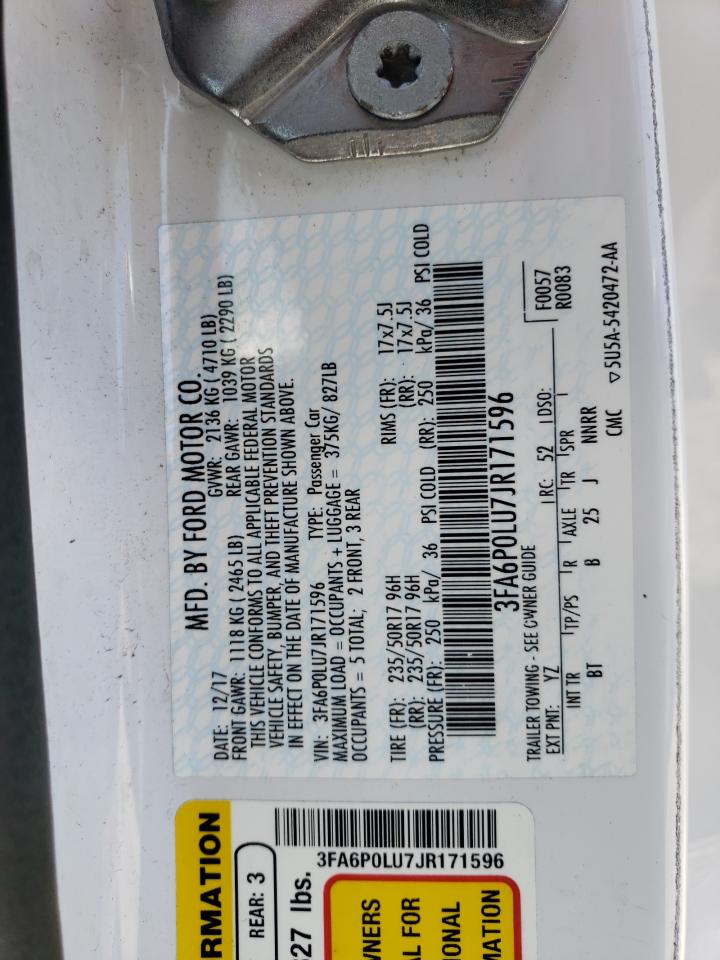 MFD. BY FORD MOTOR CO.
DATE: 12/17 GVWR: 2136 KG ( 4710 LB)
FRONT GAWR: 1118 KG ( 2465 LB) REAR GAWR: 1039 KG ( 2290 LB)
THIS VEHICLE CONFORMS TO ALL APPLICABLE FEDERAL MOTOR
VEHICLE SAFETY, BUMPER, AND THEFT PREVENTION STANDARDS
IN EFFECT ON THE DATE OF MANUFACTURE SHOWN ABOVE.
VIN: 3FA6P0LU7JR171596 TYPE: Passenger Car
MAXIMUM LOAD = OCCUPANTS + LUGGAGE = 375KG/ 827LB
OCCUPANTS = 5 TOTAL; 2 FRONT, 3 REAR
TIRE (FR): 235/50R17 96H RIMS (FR): 17x7.5J
(RR): 235/50R17 96H (RR): 17x7.5J
PRESSURE (FR): 250 kPa/ 36 PSI COLD (RR): 250 kPa/ 36 PSI COLD
3FA6P0LU7JR171596
F0057
R0083
TRAILER TOWING - SEE OWNER GUIDE
EXT PNT: YZ RC: 52 DSO:
INT TR TP/PS R AXLE TR SPR
BT B 25 J NNRR
CMC ▽5U5A-5420472-AA
RMATION
REAR: 3
827 lbs.
3FA6P0LU7JR171596
WNERS
AL FOR
IONAL
MATION